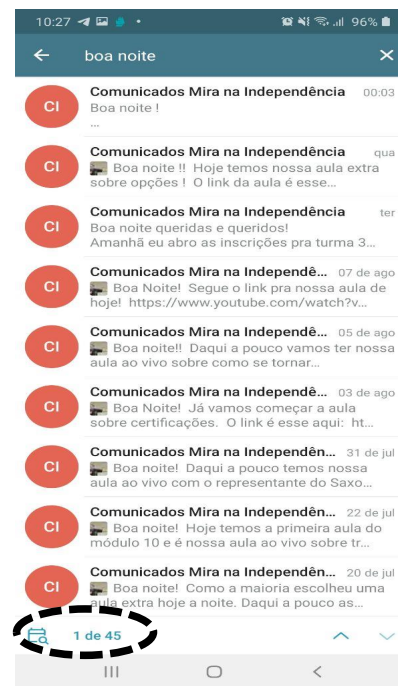 10:27
96%
boa noite
CI
Comunicados Mira na Independência 00:03
Boa noite !
...
CI
Comunicados Mira na Independência qua
Boa noite !! Hoje temos nossa aula extra
sobre opções ! O link da aula é esse...
CI
Comunicados Mira na Independência ter
Boa noite queridas e queridos!
Amanhã eu abro as inscrições pra turma 3...
CI
Comunicados Mira na Independê... 07 de ago
Boa Noite! Segue o link pra nossa aula de
hoje! https://www.youtube.com/watch?v...
CI
Comunicados Mira na Independê... 05 de ago
Boa noite!! Daqui a pouco vamos ter nossa
aula ao vivo sobre como se tornar...
CI
Comunicados Mira na Independê... 03 de ago
Boa Noite! Já vamos começar a aula
sobre certificações. O link é esse aqui: ht...
CI
Comunicados Mira na Independên... 31 de jul
Boa noite! Daqui a pouco temos nossa
aula ao vivo com o representante do Saxo...
CI
Comunicados Mira na Independên... 22 de jul
Boa noite! Hoje temos a primeira aula do
módulo 10 e é nossa aula ao vivo sobre tr...
CI
Comunicados Mira na Independên... 20 de jul
Boa noite! Como a maioria escolheu uma
aula extra hoje a noite. Daqui a pouco as...
1 de 45